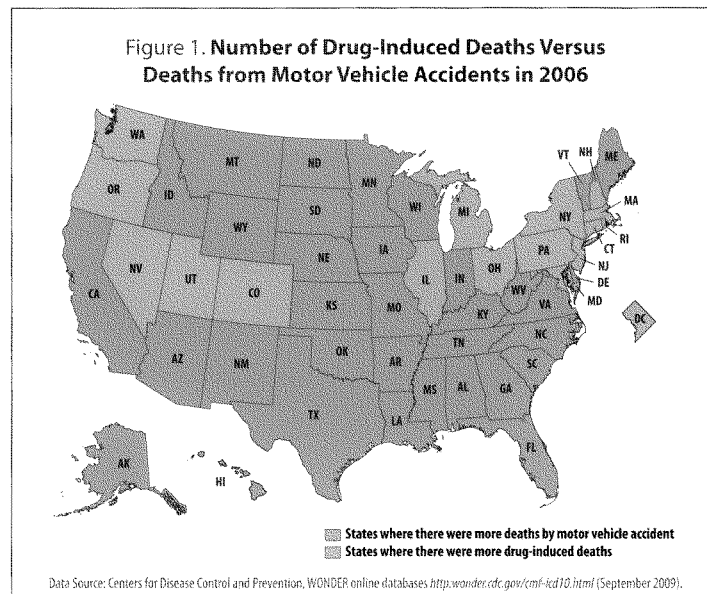 Figure 1. Number of Drug-Induced Deaths Versus
Deaths from Motor Vehicle Accidents in 2006
WA
MT
ND
MN
VT
NH
ME
OR
ID
SD
WI
MI
NY
MA
WY
RI
CT
IA
PA
NJ
NE
NV
UT
CO
IL
IN
OH
DE
MD
CA
KS
MO
WV
VA
KY
DC
NC
TN
AZ
NM
OK
AR
SC
MS
AL
GA
TX
LA
FL
AK
HI
States where there were more deaths by motor vehicle accident
States where there were more drug-induced deaths
Data Source: Centers for Disease Control and Prevention, WONDER online databases http:wonder.cdc.gov/cmf-icd10.html (September 2009).